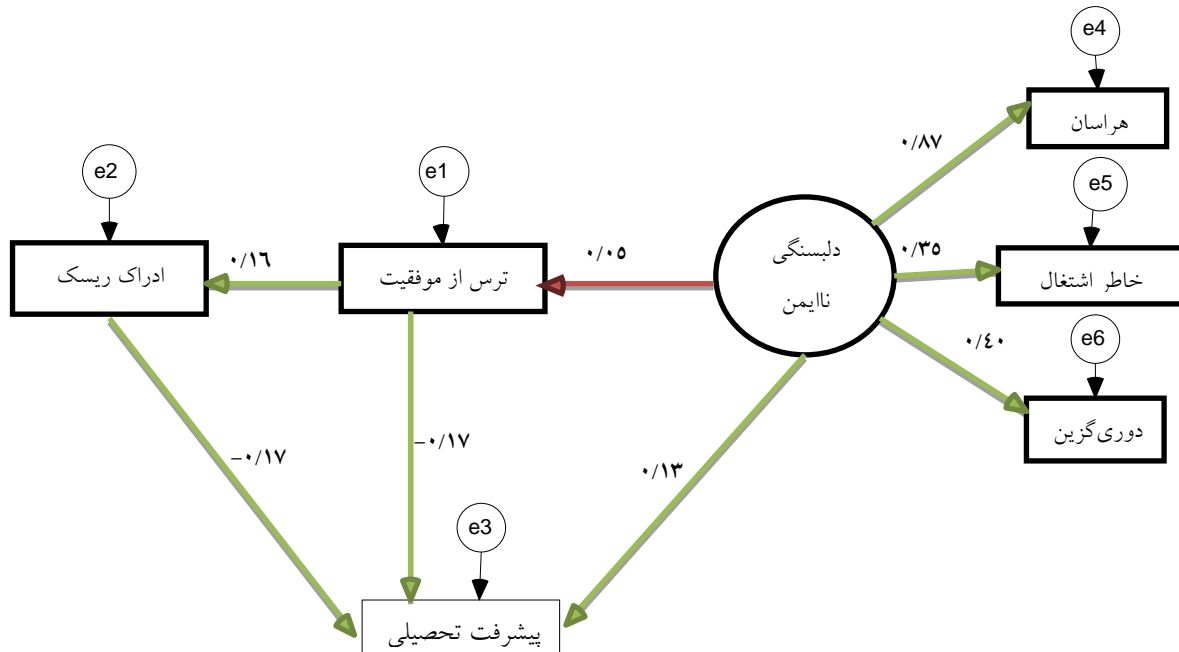 e4
هراسان
۰/۸۷
e2
e1
e5
ادراک ریسک
۰/۱۶
ترس از موفقیت
۰/۰۵
دلبستگی
ناایمن
۰/۳۵
خاطر اشتغال
۰/٤۰
e6
دوری‌گزین
–۰/۱۷
–۰/۱۷
۰/۱۳
e3
پیشرفت تحصیلی